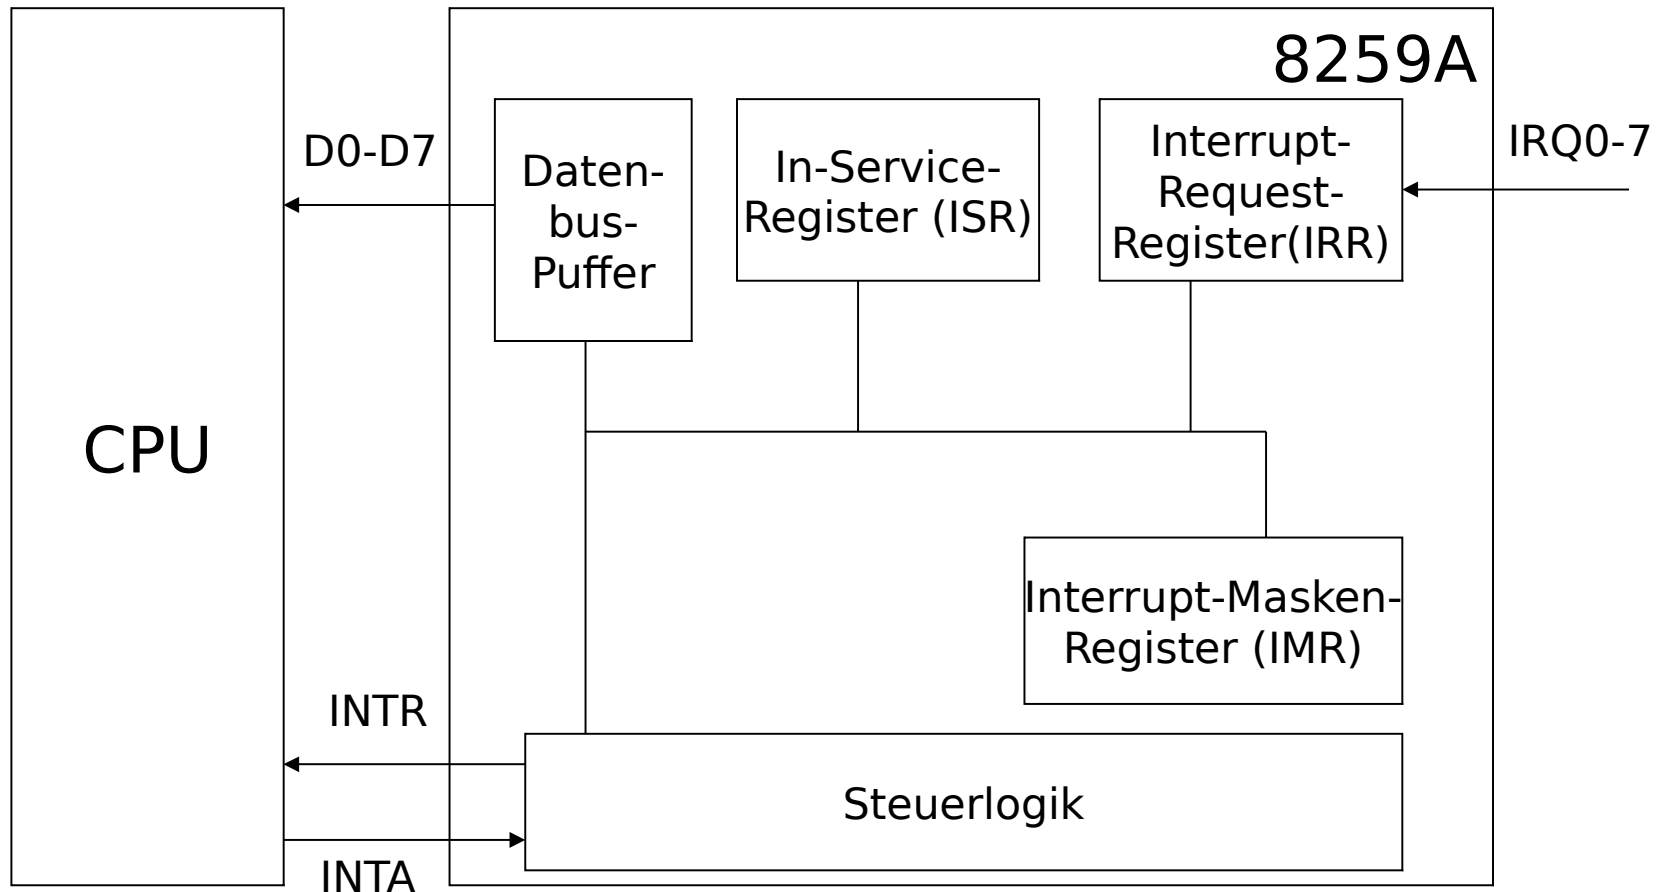 8259A
D0-D7
Daten-
bus-
Puffer
In-Service-
Register (ISR)
Interrupt-
Request-
Register(IRR)
IRQ0-7
CPU
Interrupt-Masken-
Register (IMR)
INTR
Steuerlogik
INTA